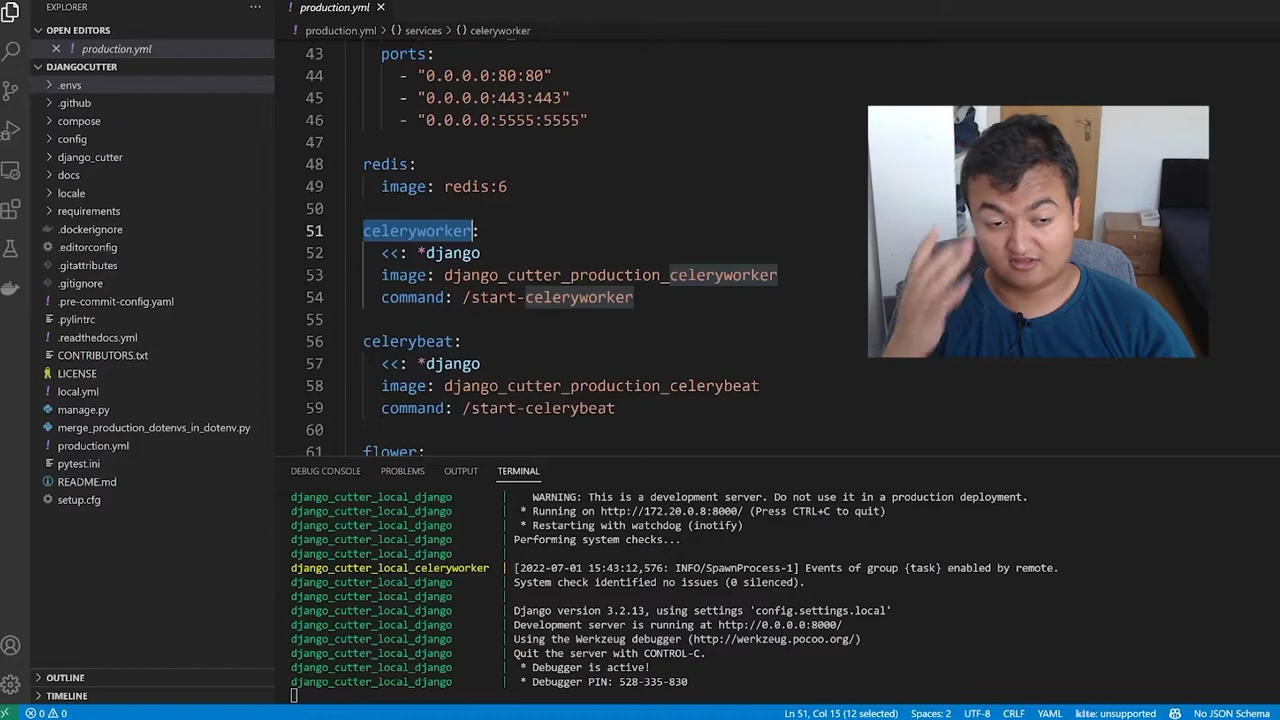 EXPLORER
OPEN EDITORS
production.yml
DJANGOCUTTER
.envs
.github
compose
config
django_cutter
docs
locale
requirements
.dockerignore
.editorconfig
.gitattributes
.gitignore
.pre-commit-config.yaml
.pylintrc
.readthedocs.yml
CONTRIBUTORS.txt
LICENSE
local.yml
manage.py
merge_production_dotenvs_in_dotenv.py
production.yml
pytest.ini
README.md
setup.cfg
OUTLINE
TIMELINE
production.yml
production.yml > {} services > {} celeryworker
43 ports:
44 - "0.0.0.0:80:80"
45 - "0.0.0.0:443:443"
46 - "0.0.0.0:5555:5555"
47
48 redis:
49 image: redis:6
50
51 celeryworker:
52 <<: *django
53 image: django_cutter_production_celeryworker
54 command: /start-celeryworker
55
56 celerybeat:
57 <<: *django
58 image: django_cutter_production_celerybeat
59 command: /start-celerybeat
60
61 flower:
DEBUG CONSOLE PROBLEMS OUTPUT TERMINAL
django_cutter_local_django | WARNING: This is a development server. Do not use it in a production deployment.
django_cutter_local_django | * Running on http://172.20.0.8:8000/ (Press CTRL+C to quit)
django_cutter_local_django | * Restarting with watchdog (inotify)
django_cutter_local_django | Performing system checks...
django_cutter_local_django |
django_cutter_local_celeryworker | [2022-07-01 15:43:12,576: INFO/SpawnProcess-1] Events of group {task} enabled by remote.
django_cutter_local_django | System check identified no issues (0 silenced).
django_cutter_local_django |
django_cutter_local_django | Django version 3.2.13, using settings 'config.settings.local'
django_cutter_local_django | Development server is running at http://0.0.0.0:8000/
django_cutter_local_django | Using the Werkzeug debugger (http://werkzeug.pocoo.org/)
django_cutter_local_django | Quit the server with CONTROL-C.
django_cutter_local_django | * Debugger is active!
django_cutter_local_django | * Debugger PIN: 528-335-830
0 0 Ln 51, Col 15 (12 selected) Spaces: 2 UTF-8 CRLF YAML kite: unsupported No JSON Schema